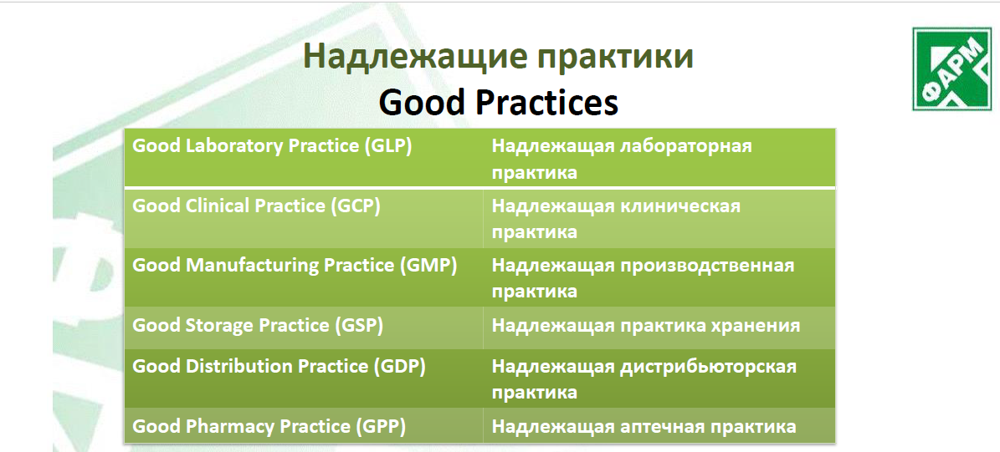 Надлежащие практики
Good Practices
ФАРМ
Good Laboratory Practice (GLP)
Надлежащая лабораторная
практика
Good Clinical Practice (GCP)
Надлежащая клиническая
практика
Good Manufacturing Practice (GMP)
Надлежащая производственная
практика
Good Storage Practice (GSP)
Надлежащая практика хранения
Good Distribution Practice (GDP)
Надлежащая дистрибьюторская
практика
Good Pharmacy Practice (GPP)
Надлежащая аптечная практика